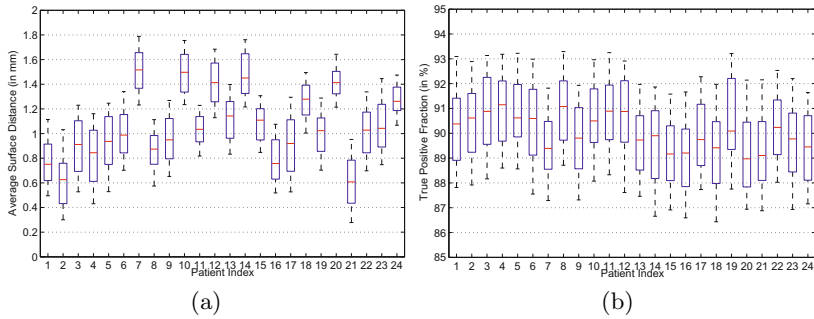 Average Surface Distance (in mm)
2
1.8
1.6
1.4
1.2
1
0.8
0.6
0.4
0.2
0
1 2 3 4 5 6 7 8 9 10 11 12 13 14 15 16 17 18 19 20 21 22 23 24
Patient Index
(a)
True Positive Fraction (in %)
95
94
93
92
91
90
89
88
87
86
85
1 2 3 4 5 6 7 8 9 10 11 12 13 14 15 16 17 18 19 20 21 22 23 24
Patient Index
(b)